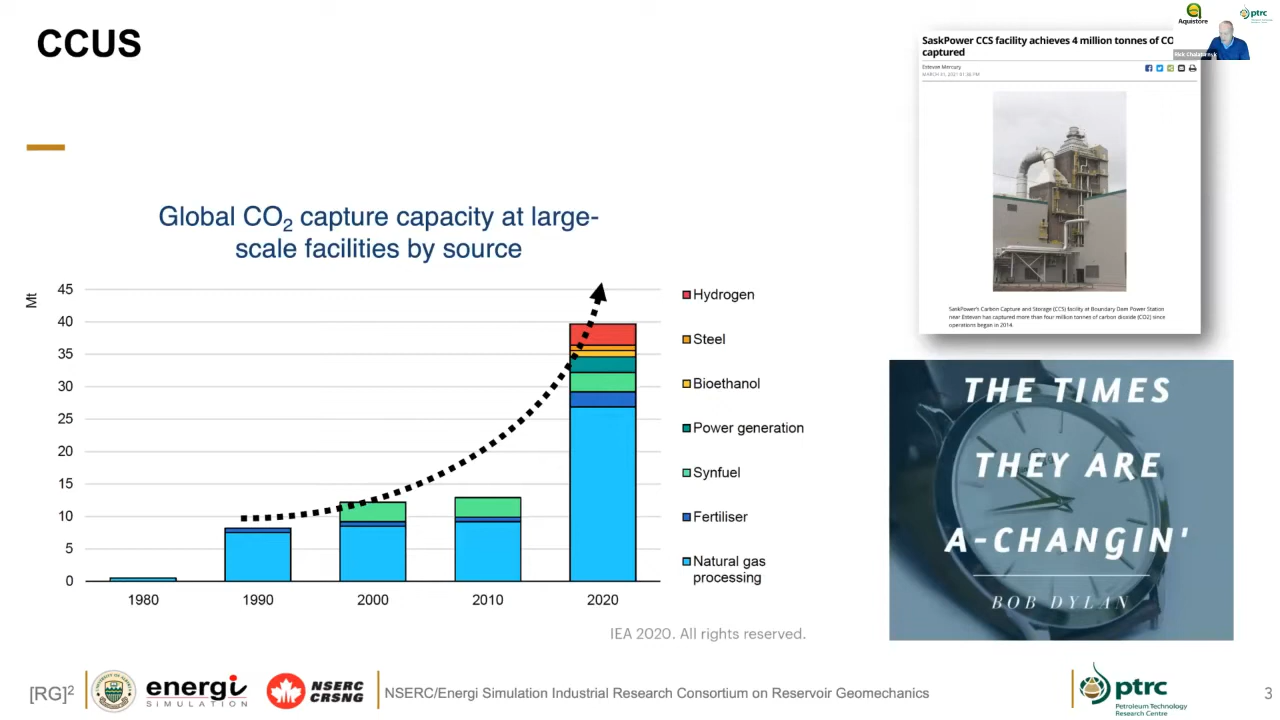 CCUS
Global CO₂ capture capacity at large-
scale facilities by source
Mt
45
40
35
30
25
20
15
10
5
0
1980
1990
2000
2010
2020
Hydrogen
Steel
Bioethanol
Power generation
Synfuel
Fertiliser
Natural gas
processing
IEA 2020. All rights reserved.
Aquistore
ptrc
Rick Chalaturnyk
SaskPower CCS facility achieves 4 million tonnes of CO
captured
Estevan Mercury
MARCH 31, 2021 01:36 PM
SaskPower's Carbon Capture and Storage (CCS) facility at Boundary Dam Power Station
near Estevan has captured more than four million tonnes of carbon dioxide (CO2) since
operations began in 2014.
THE TIMES
THEY ARE
A-CHANGIN'
BOB DYLAN
[RG]²
energi
SIMULATION
NSERC
CRSNG
NSERC/Energi Simulation Industrial Research Consortium on Reservoir Geomechanics
ptrc
Petroleum Technology
Research Centre
3